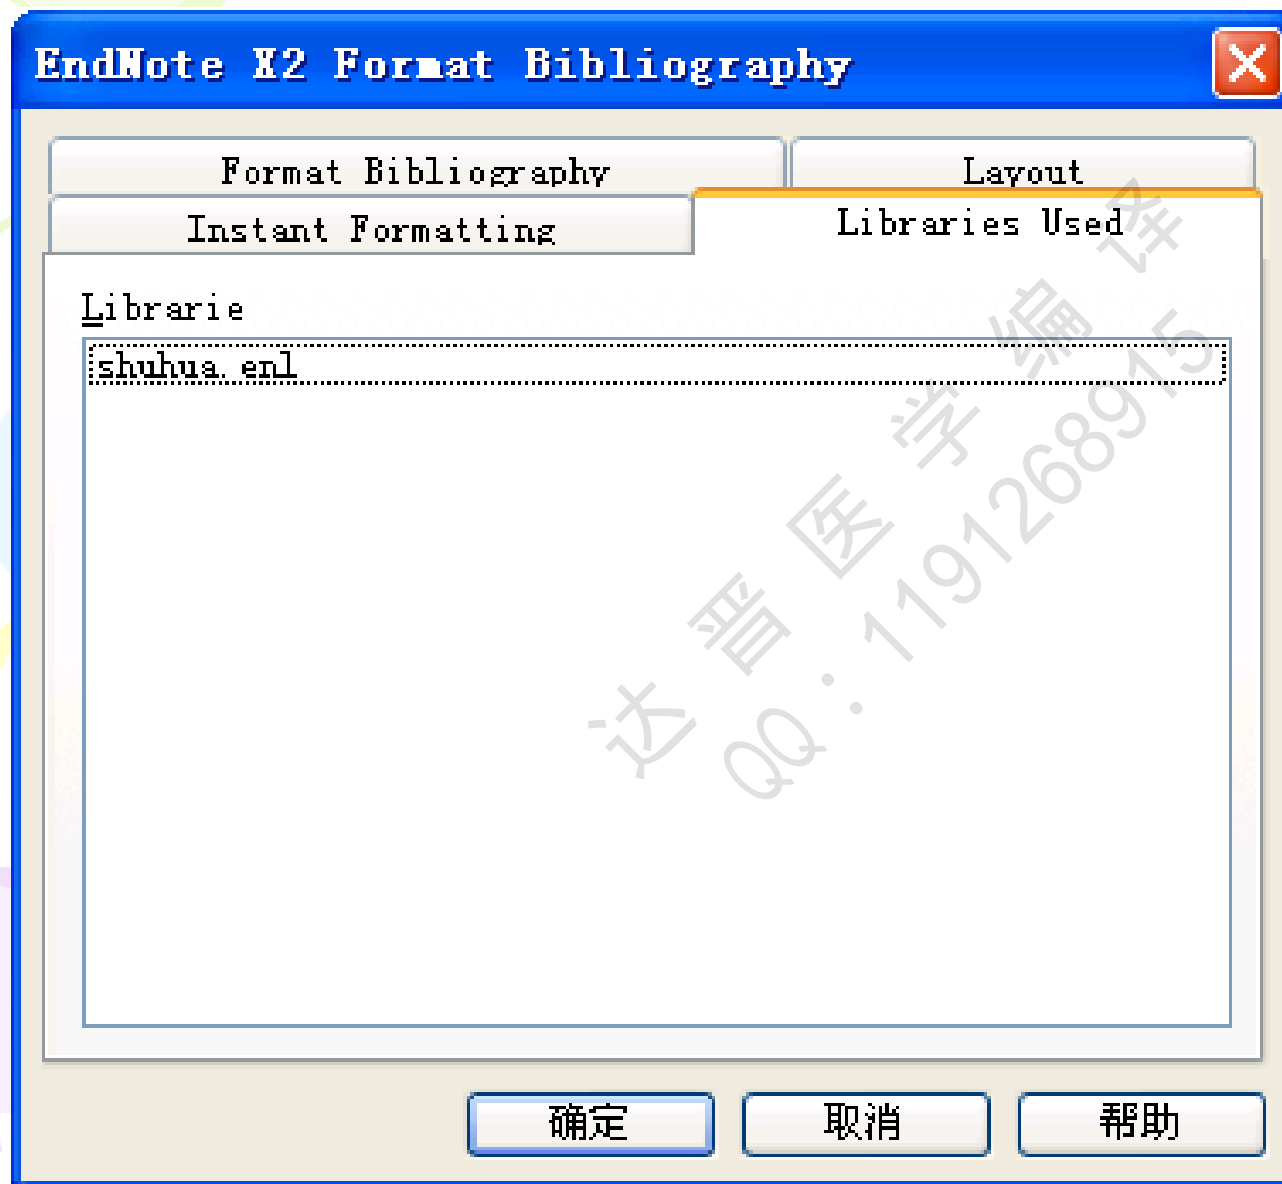 EndNote X2 Format Bibliography
Format Bibliography
Layout
Instant Formatting
Libraries Used
Librarie
shuhua.enl
达晋医学编译
QQ:1191268915
确定
取消
帮助